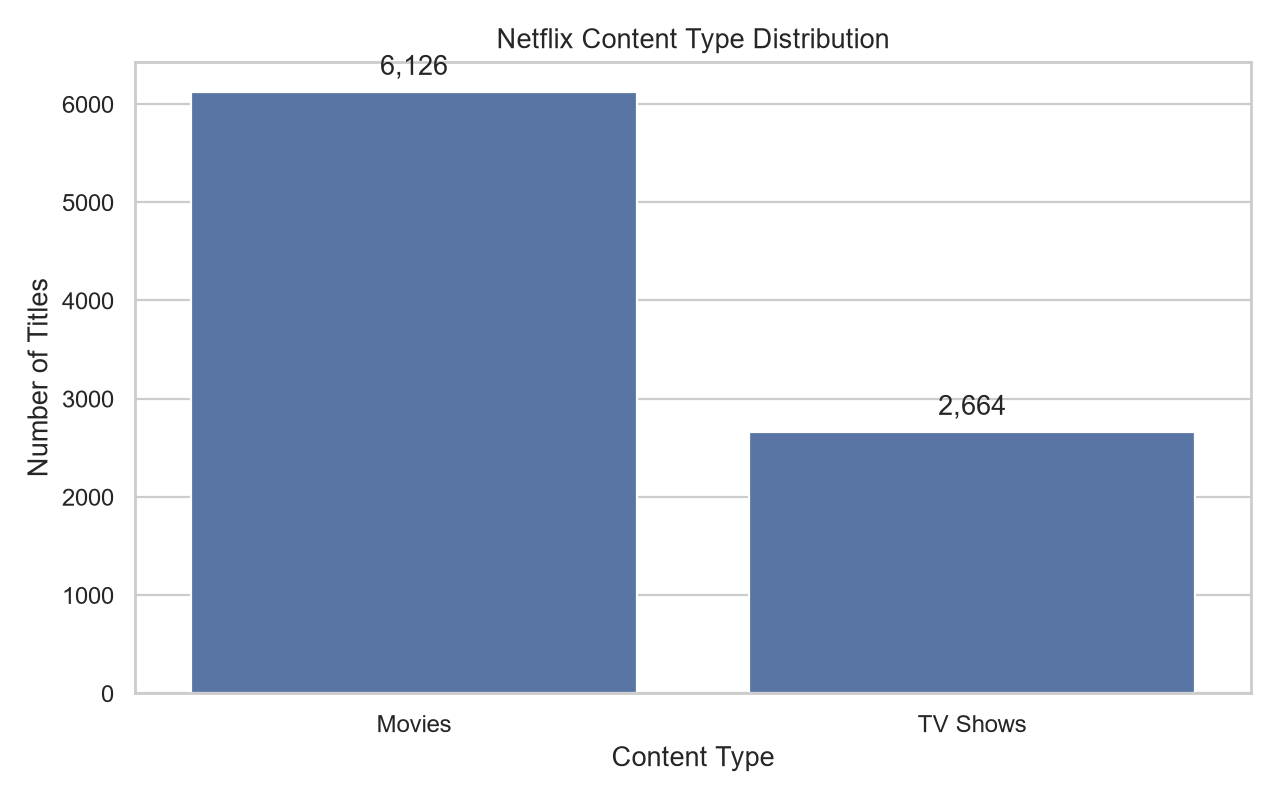 Netflix Content Type Distribution
6,126
6000
5000
4000
3000
2,664
2000
1000
0
Number of Titles
Movies
TV Shows
Content Type